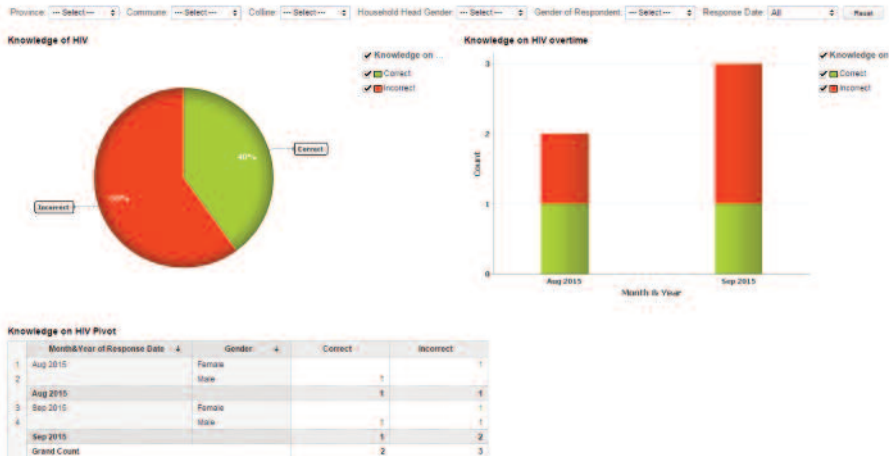 Province: --- Select --- Commune: --- Select --- Colline: --- Select --- Household Head Gender: --- Select --- Gender of Respondent: --- Select --- Response Date: All Reset
Knowledge of HIV
Knowledge on ...
Correct
Incorrect
40%
Correct
Incorrect
Knowledge on HIV overtime
Knowledge on
Correct
Incorrect
3
2
1
0
Count
Aug 2015 Sep 2015
Month & Year
Knowledge on HIV Pivot
Month&Year of Response Date Gender Correct Incorrect
1 Aug 2015 Female 1
2 Male 1
Aug 2015 1 1
3 Sep 2015 Female 1
4 Male 1 1
Sep 2015 1 2
Grand Count 2 3